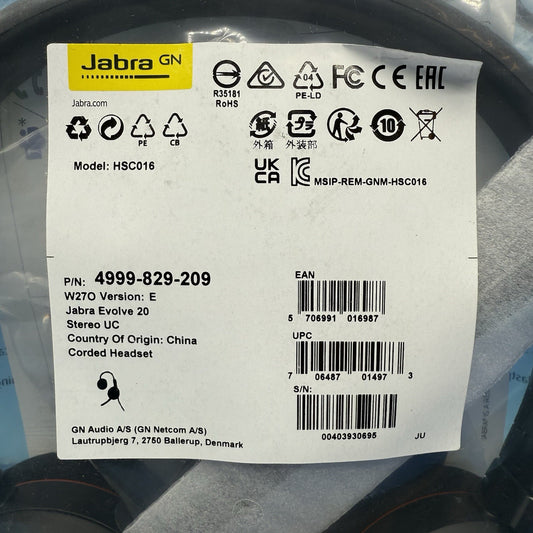 Jabra GN
Jabra.com
R35181
RoHS
04
PE-LD
FC CE EAC
PE
CB
紙
外箱
プラ
外装部
10
UK
CA
Model: HSC016
MSIP-REM-GNM-HSC016
P/N: 4999-829-209
W27O Version: E
Jabra Evolve 20
Stereo UC
Country Of Origin: China
Corded Headset
GN Audio A/S (GN Netcom A/S)
Lautrupbjerg 7, 2750 Ballerup, Denmark
EAN
5 706991 016987
UPC
7 06487 01497 3
S/N:
00403930695
JU